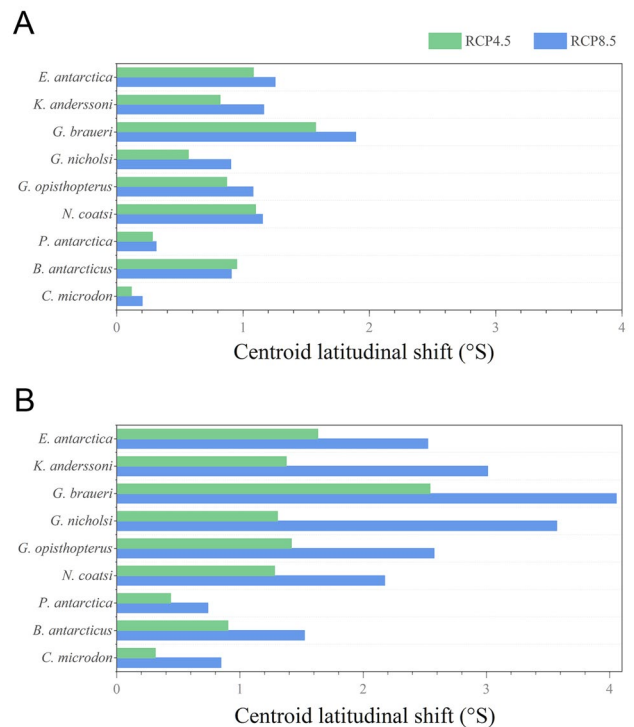 A
RCP4.5 RCP8.5
E. antarctica
K. anderssoni
G. braueri
G. nicholsi
G. opisthopterus
N. coatsi
P. antarctica
B. antarcticus
C. microdon
0 1 2 3 4
Centroid latitudinal shift (°S)
B
E. antarctica
K. anderssoni
G. braueri
G. nicholsi
G. opisthopterus
N. coatsi
P. antarctica
B. antarcticus
C. microdon
0 1 2 3 4
Centroid latitudinal shift (°S)